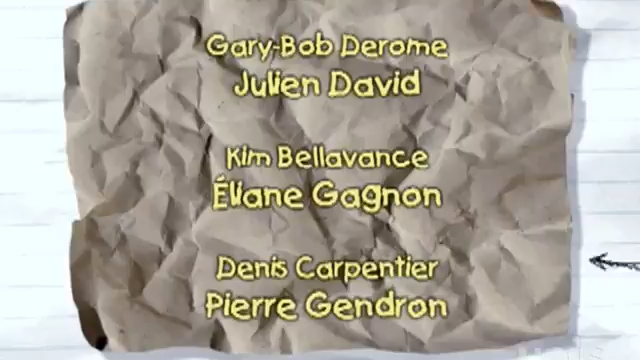 Gary-Bob Derome
Julien David
Kim Bellavance
Éliane Gagnon
Denis Carpentier
Pierre Gendron